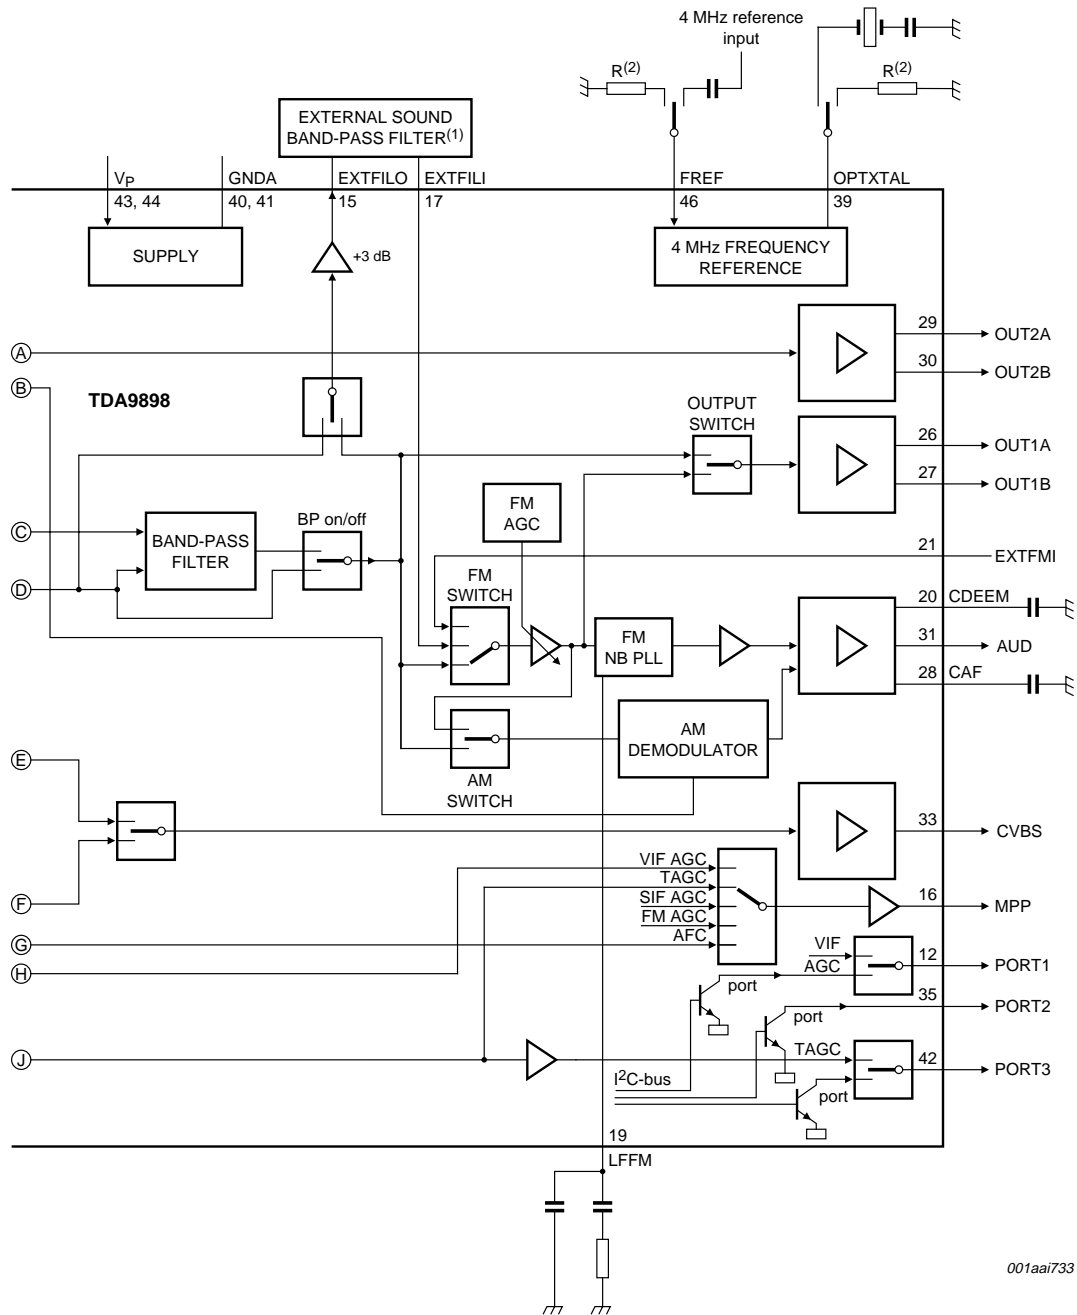 4 MHz reference
input
R(2)
R(2)
EXTERNAL SOUND
BAND-PASS FILTER(1)
VP
GNDA
EXTFILO
EXTFILI
FREF
OPTXTAL
43, 44
40, 41
15
17
46
39
SUPPLY
+3 dB
4 MHz FREQUENCY
REFERENCE
A
29
OUT2A
30
OUT2B
B
TDA9898
OUTPUT
SWITCH
26
OUT1A
27
OUT1B
FM
AGC
C
BAND-PASS
FILTER
BP on/off
D
21
EXTFMI
FM
SWITCH
20
CDEEM
FM
NB PLL
31
AUD
28
CAF
AM
DEMODULATOR
AM
SWITCH
E
33
CVBS
F
VIF AGC
TAGC
SIF AGC
FM AGC
AFC
16
MPP
G
H
VIF
AGC
12
PORT1
port
35
PORT2
port
J
TAGC
42
PORT3
I2C-bus
port
19
LFFM
001aai733